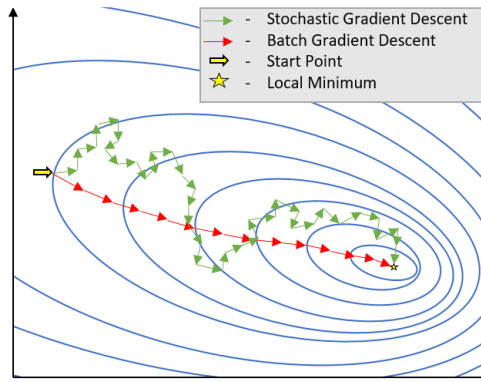 - Stochastic Gradient Descent
- Batch Gradient Descent
- Start Point
- Local Minimum